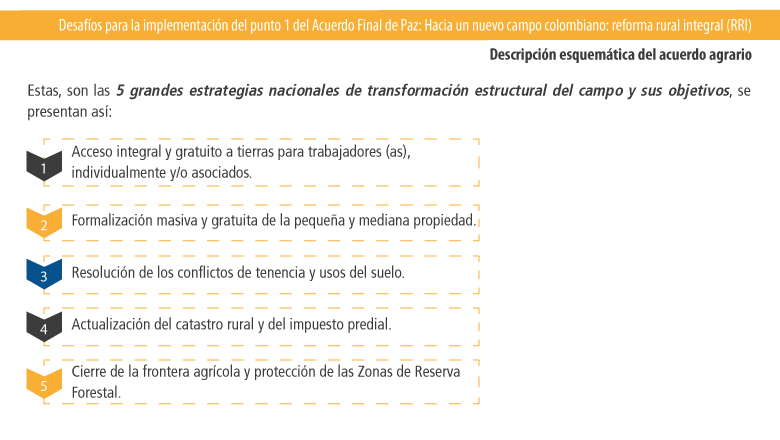 Desafíos para la implementación del punto 1 del Acuerdo Final de Paz: Hacia un nuevo campo colombiano: reforma rural integral (RRI)
Descripción esquemática del acuerdo agrario
Estas, son las 5 grandes estrategias nacionales de transformación estructural del campo y sus objetivos, se
presentan así:
1 Acceso integral y gratuito a tierras para trabajadores (as),
individualmente y/o asociados.
2 Formalización masiva y gratuita de la pequeña y mediana propiedad.
3 Resolución de los conflictos de tenencia y usos del suelo.
4 Actualización del catastro rural y del impuesto predial.
5 Cierre de la frontera agrícola y protección de las Zonas de Reserva
Forestal.